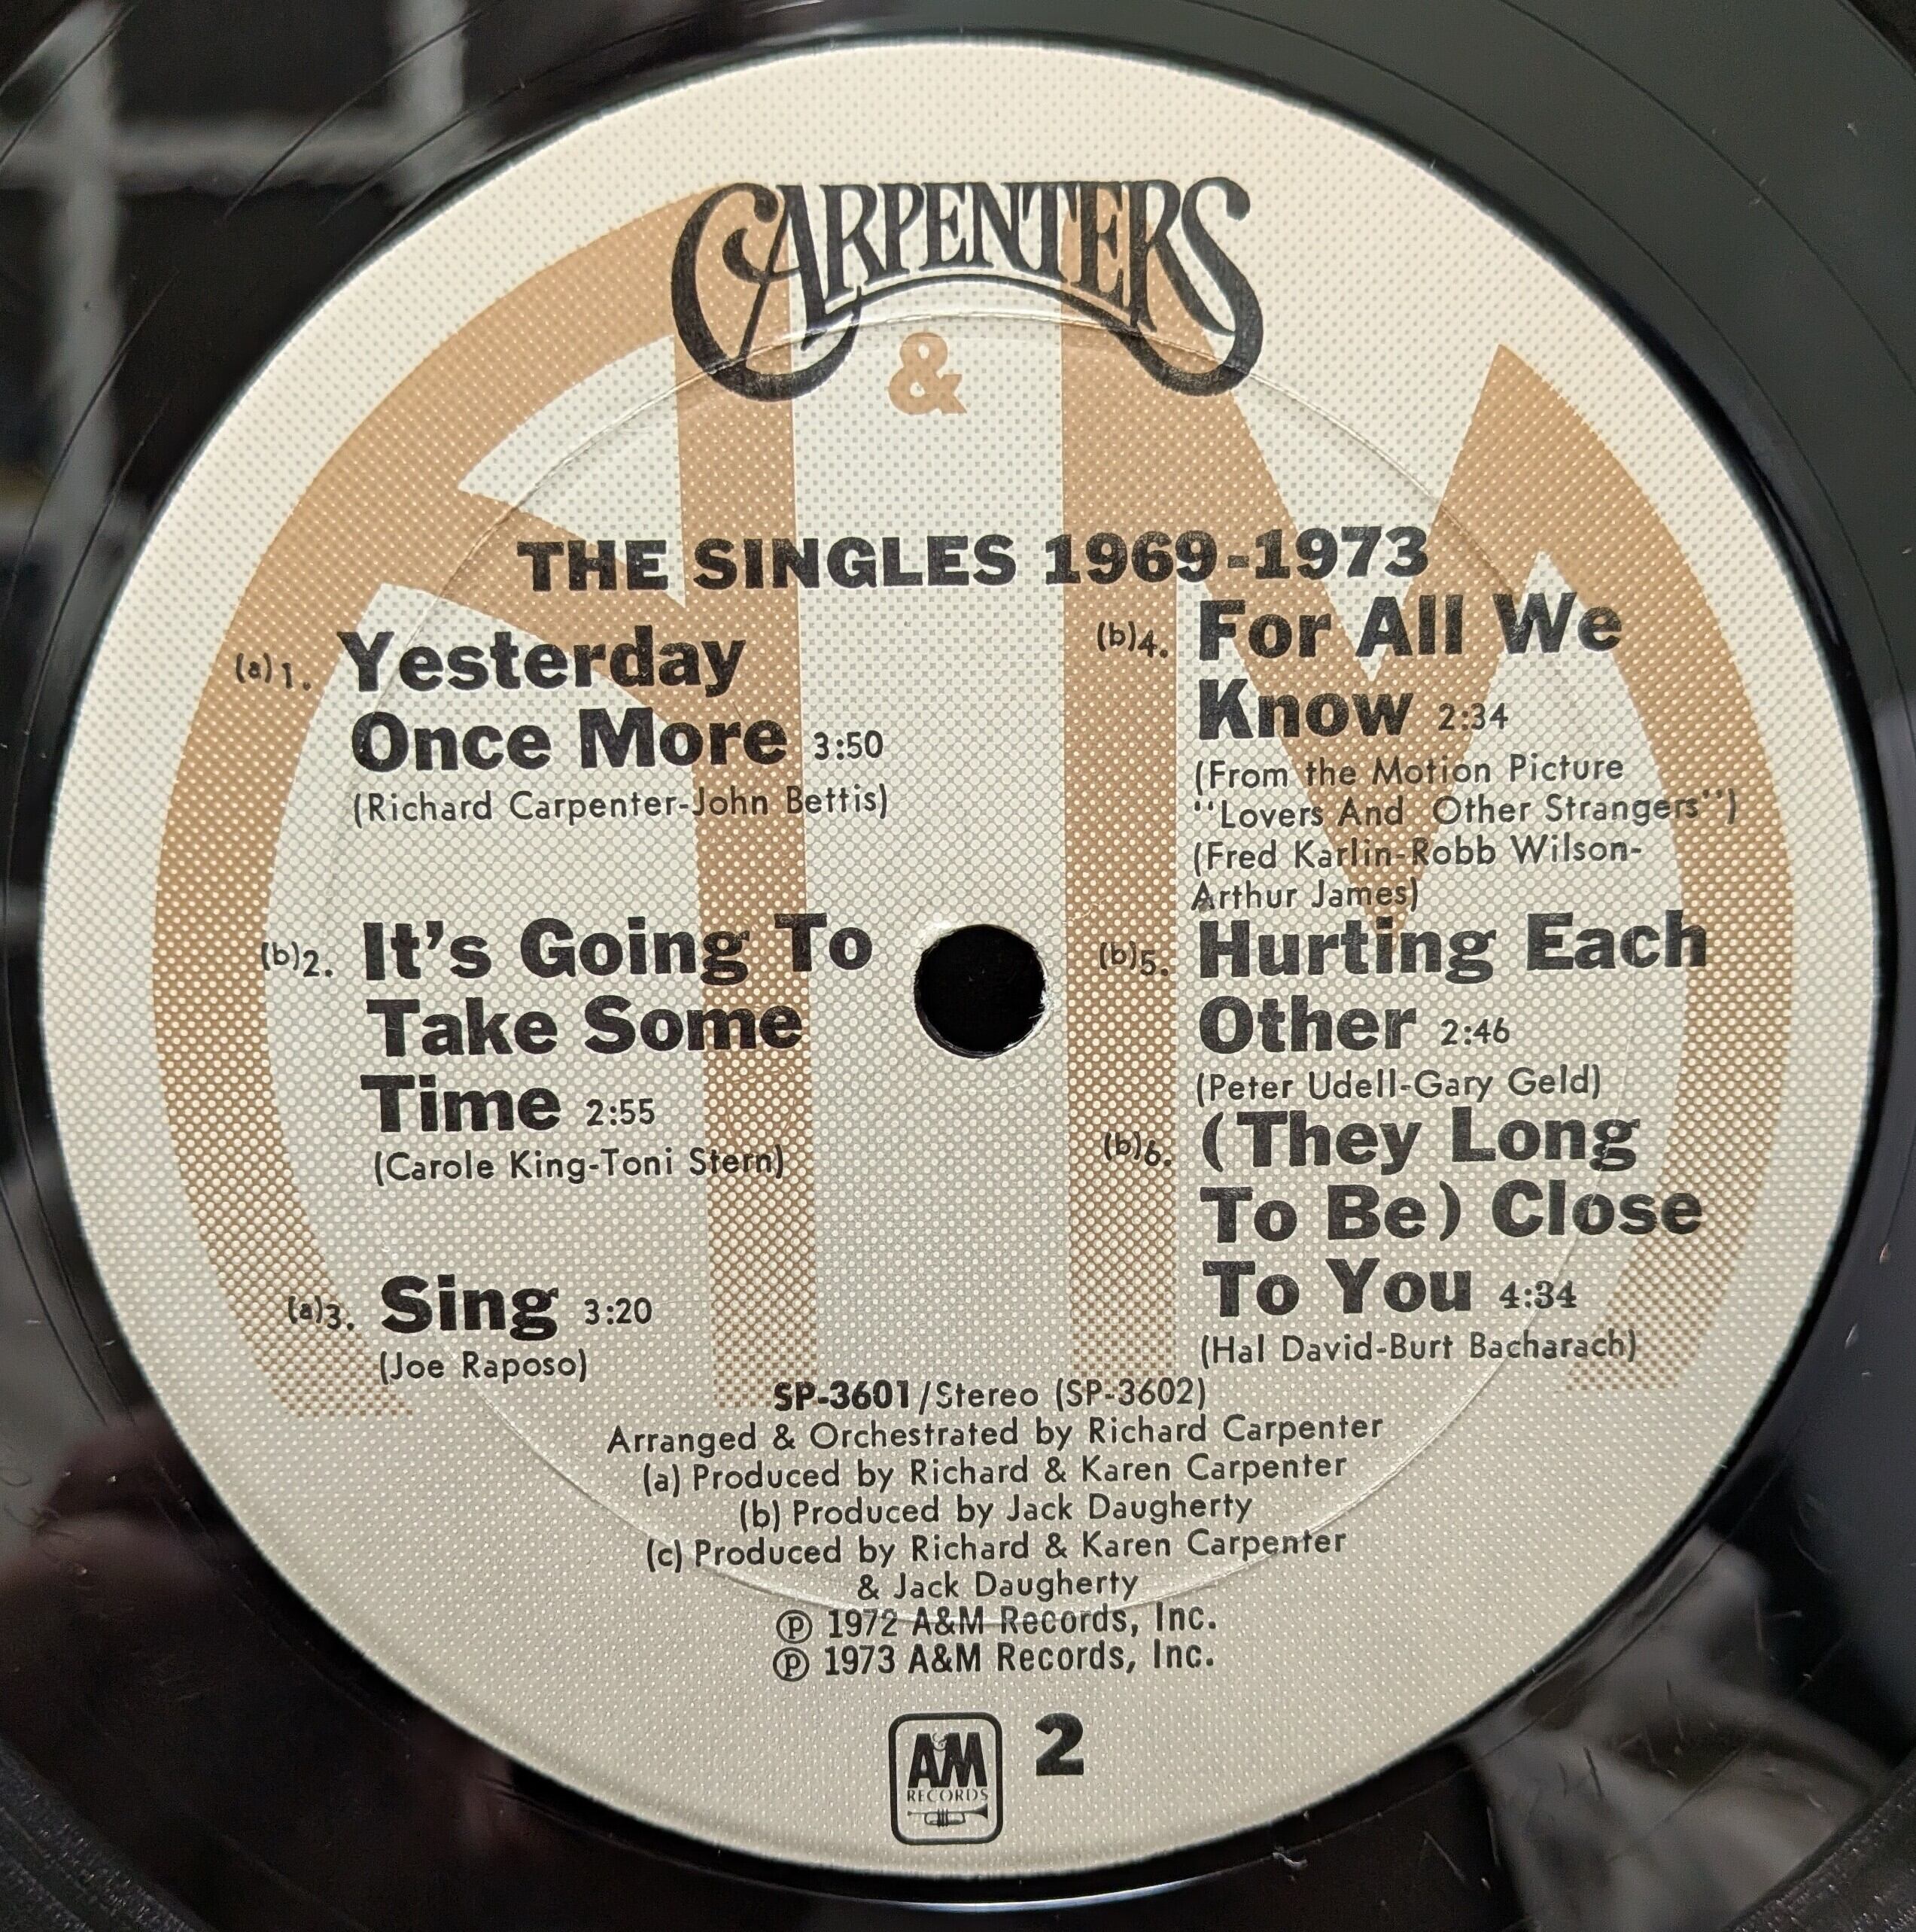 CARPENTERS
&
THE SINGLES 1969-1973
(a)1. Yesterday
Once More 3:50
(Richard Carpenter-John Bettis)
(b)2. It's Going To
Take Some
Time 2:55
(Carole King-Toni Stern)
(a)3. Sing 3:20
(Joe Raposo)
(b)4. For All We
Know 2:34
(From the Motion Picture
''Lovers And Other Strangers'')
(Fred Karlin-Robb Wilson-
Arthur James)
(b)5. Hurting Each
Other 2:46
(Peter Udell-Gary Geld)
(b)6. (They Long
To Be) Close
To You 4:34
(Hal David-Burt Bacharach)
SP-3601/Stereo (SP-3602)
Arranged & Orchestrated by Richard Carpenter
(a) Produced by Richard & Karen Carpenter
(b) Produced by Jack Daugherty
(c) Produced by Richard & Karen Carpenter
& Jack Daugherty
Ⓟ 1972 A&M Records, Inc.
Ⓟ 1973 A&M Records, Inc.
A&M 2
RECORDS